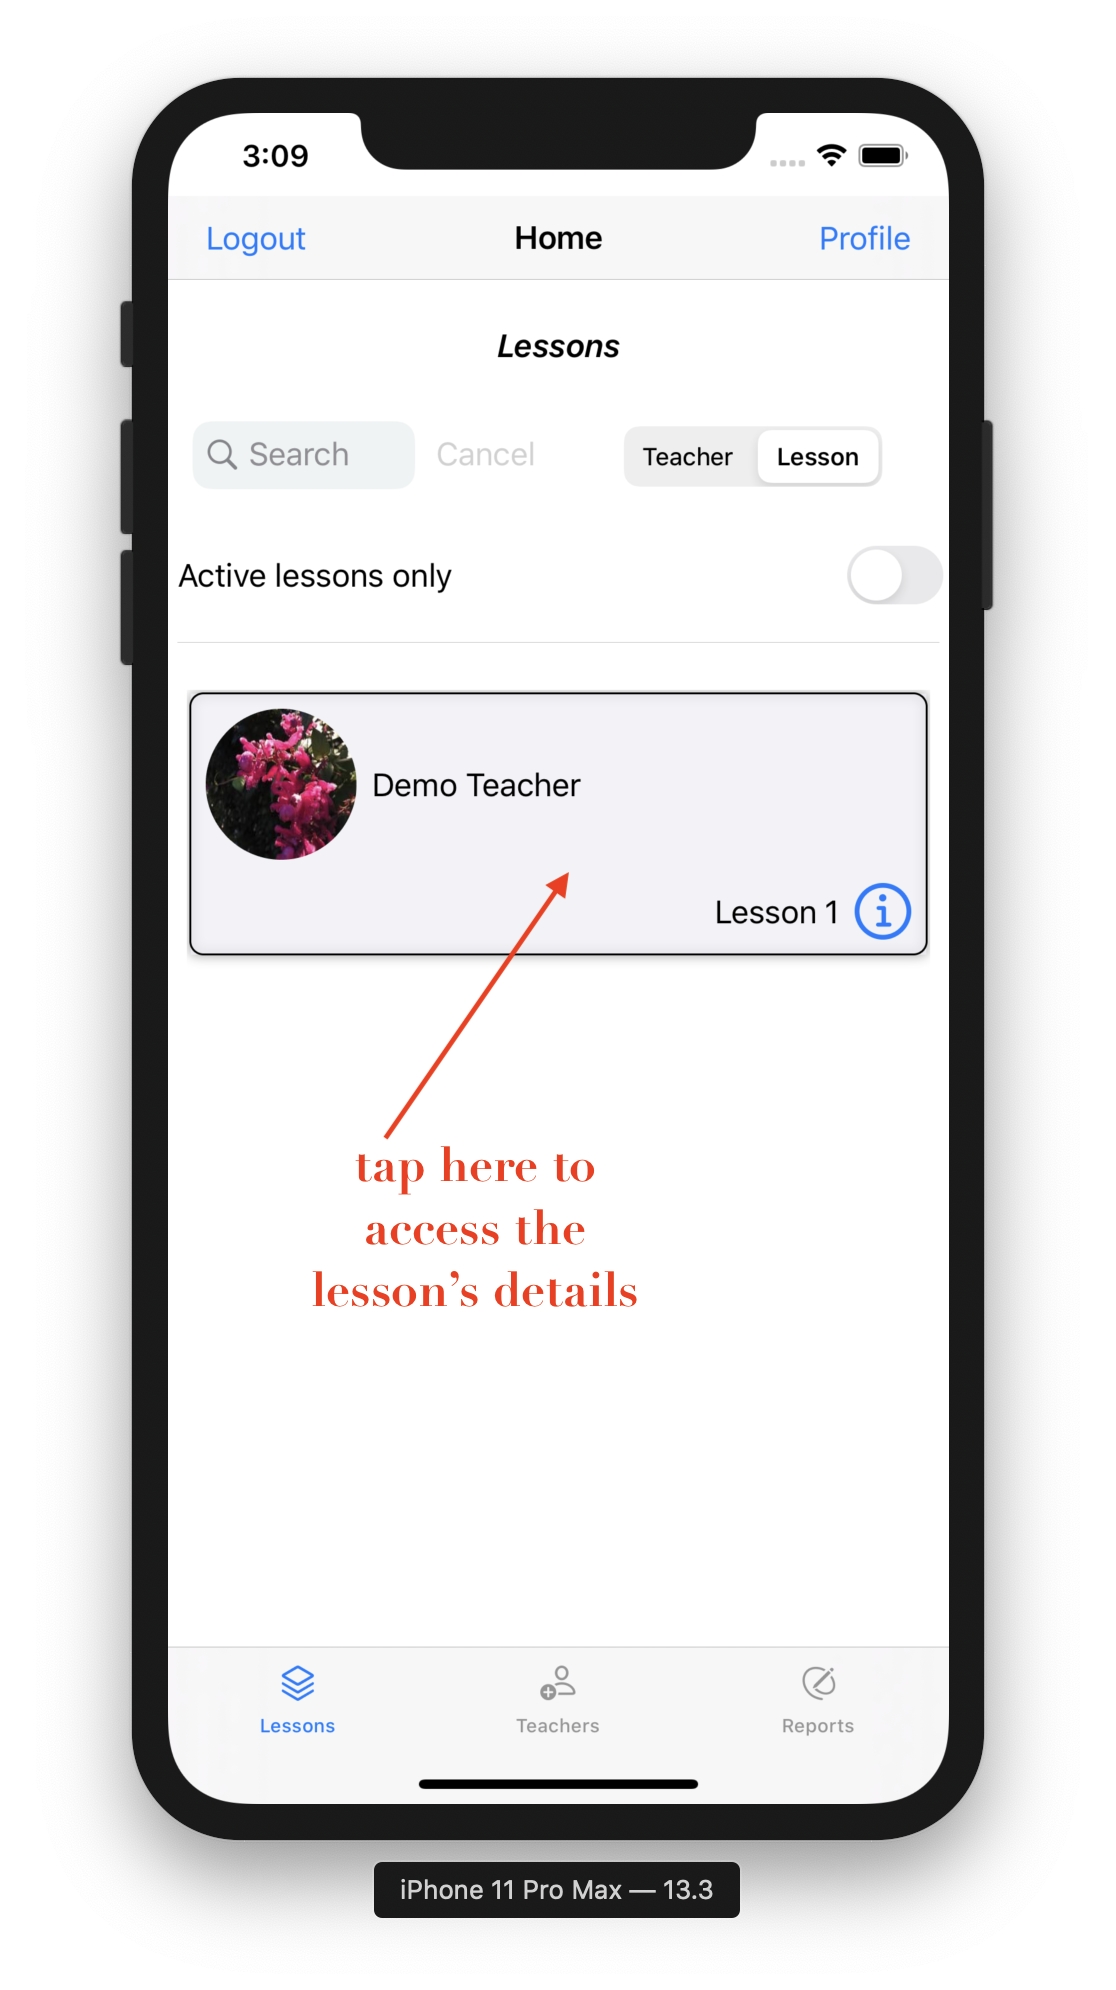 3:09
Logout
Home
Profile
Lessons
Search
Cancel
Teacher
Lesson
Active lessons only
Demo Teacher
Lesson 1
tap here to
access the
lesson’s details
Lessons
Teachers
Reports
iPhone 11 Pro Max — 13.3